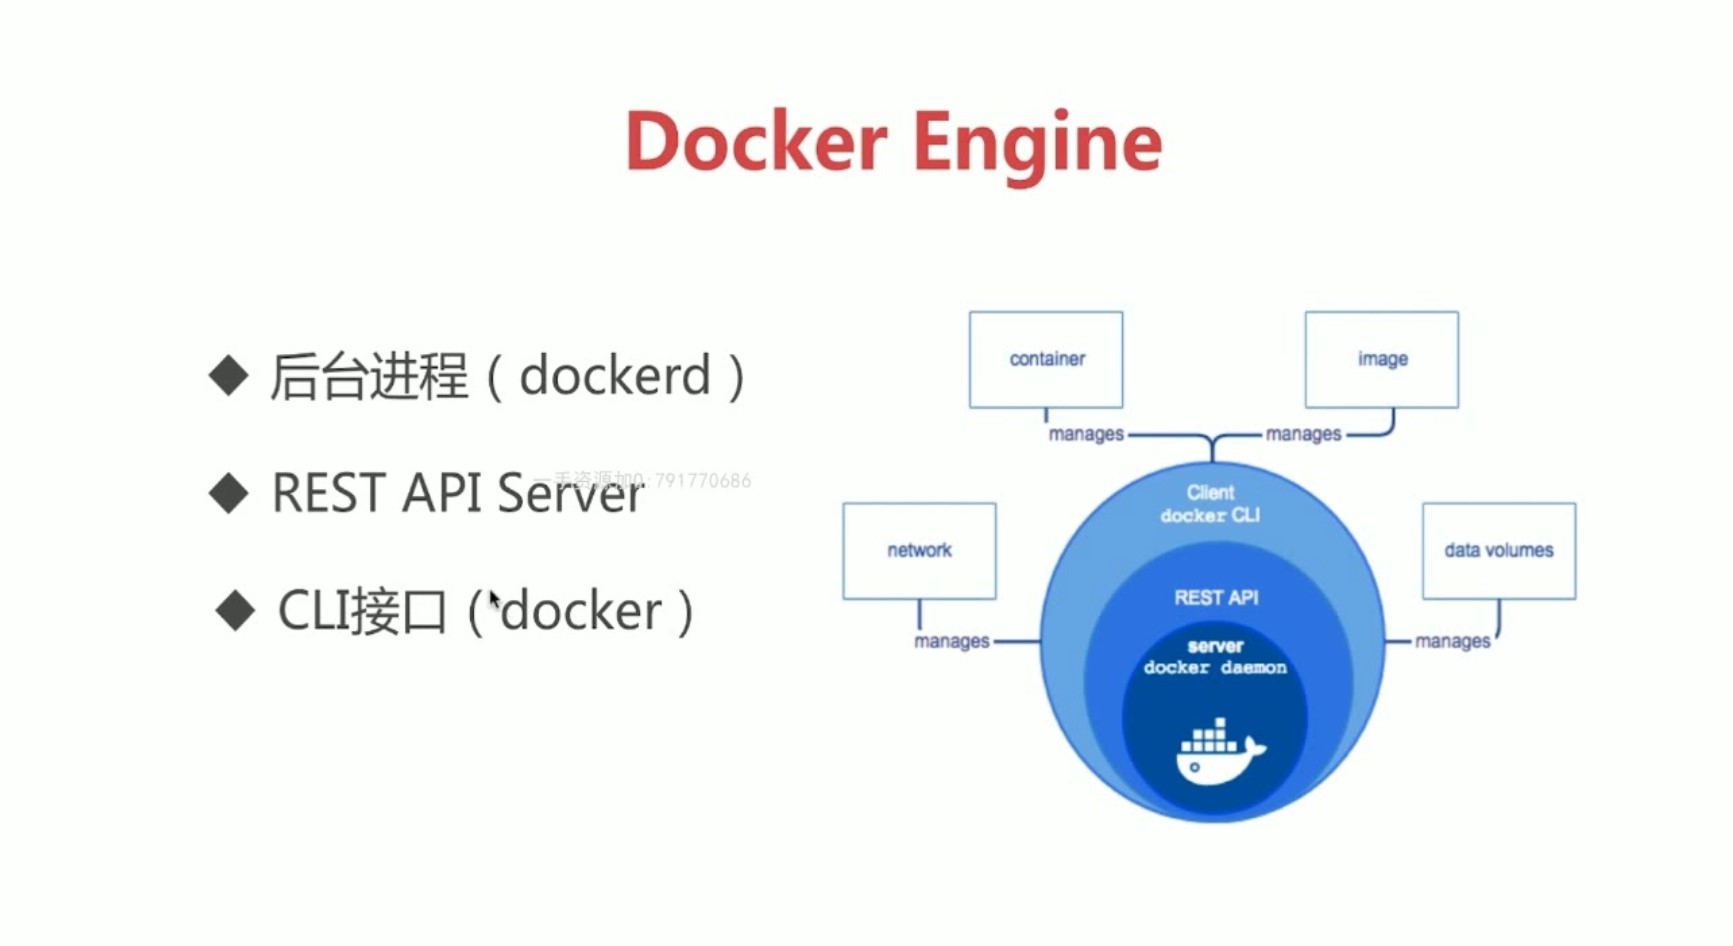 Docker Engine
后台进程（dockerd）
REST API Server
一手资源加Q:791770686
CLI接口（docker）
container
image
manages
manages
Client
docker CLI
network
data volumes
REST API
manages
manages
server
docker daemon